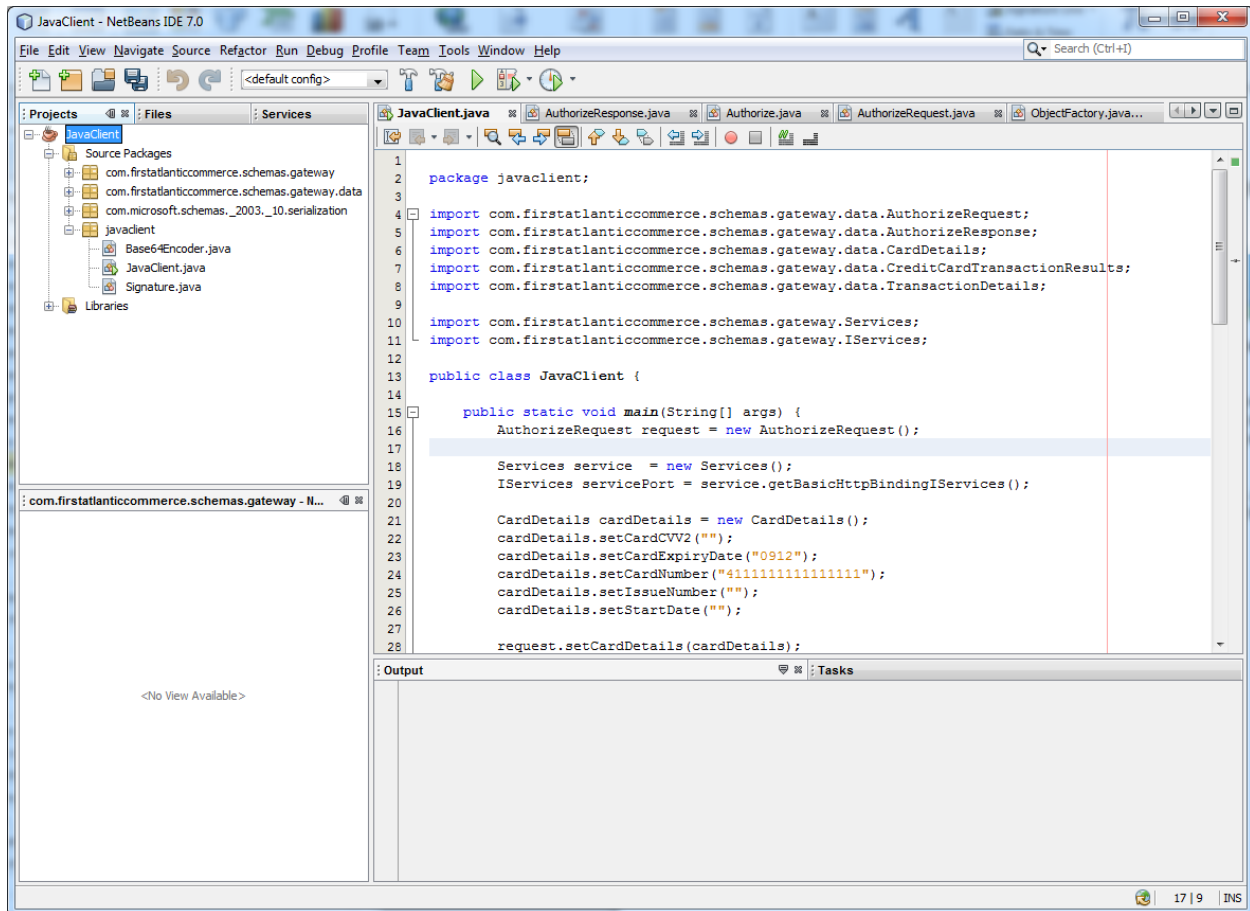 JavaClient - NetBeans IDE 7.0
File Edit View Navigate Source Refactor Run Debug Profile Team Tools Window Help
Search (Ctrl+I)
<default config>
Projects Files Services
JavaClient
Source Packages
com.firstatlanticcommerce.schemas.gateway
com.firstatlanticcommerce.schemas.gateway.data
com.microsoft.schemas._2003._10.serialization
javaclient
Base64Encoder.java
JavaClient.java
Signature.java
Libraries
com.firstatlanticcommerce.schemas.gateway - N...
<No View Available>
JavaClient.java AuthorizeResponse.java Authorize.java AuthorizeRequest.java ObjectFactory.java...
1
2 package javaclient;
3
4 import com.firstatlanticcommerce.schemas.gateway.data.AuthorizeRequest;
5 import com.firstatlanticcommerce.schemas.gateway.data.AuthorizeResponse;
6 import com.firstatlanticcommerce.schemas.gateway.data.CardDetails;
7 import com.firstatlanticcommerce.schemas.gateway.data.CreditCardTransactionResults;
8 import com.firstatlanticcommerce.schemas.gateway.data.TransactionDetails;
9
10 import com.firstatlanticcommerce.schemas.gateway.Services;
11 import com.firstatlanticcommerce.schemas.gateway.IServices;
12
13 public class JavaClient {
14
15 public static void main(String[] args) {
16 AuthorizeRequest request = new AuthorizeRequest();
17
18 Services service  = new Services();
19 IServices servicePort = service.getBasicHttpBindingIServices();
20
21 CardDetails cardDetails = new CardDetails();
22 cardDetails.setCardCVV2("");
23 cardDetails.setCardExpiryDate("0912");
24 cardDetails.setCardNumber("4111111111111111");
25 cardDetails.setIssueNumber("");
26 cardDetails.setStartDate("");
27
28 request.setCardDetails(cardDetails);
Output Tasks
17 | 9 INS